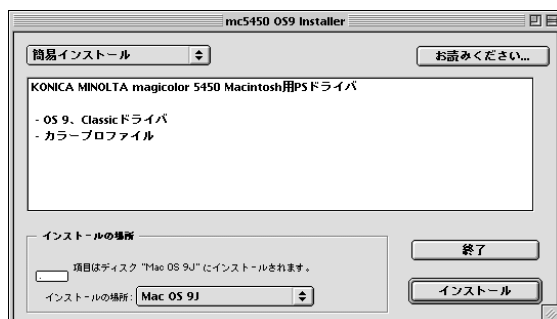 mc5450 OS9 Installer
簡易インストール
お読みください...
KONICA MINOLTA magicolor 5450 Macintosh用PSドライバ
- OS 9、Classicドライバ
- カラープロファイル
インストールの場所
項目はディスク "Mac OS 9J" にインストールされます。
インストールの場所: Mac OS 9J
終了
インストール